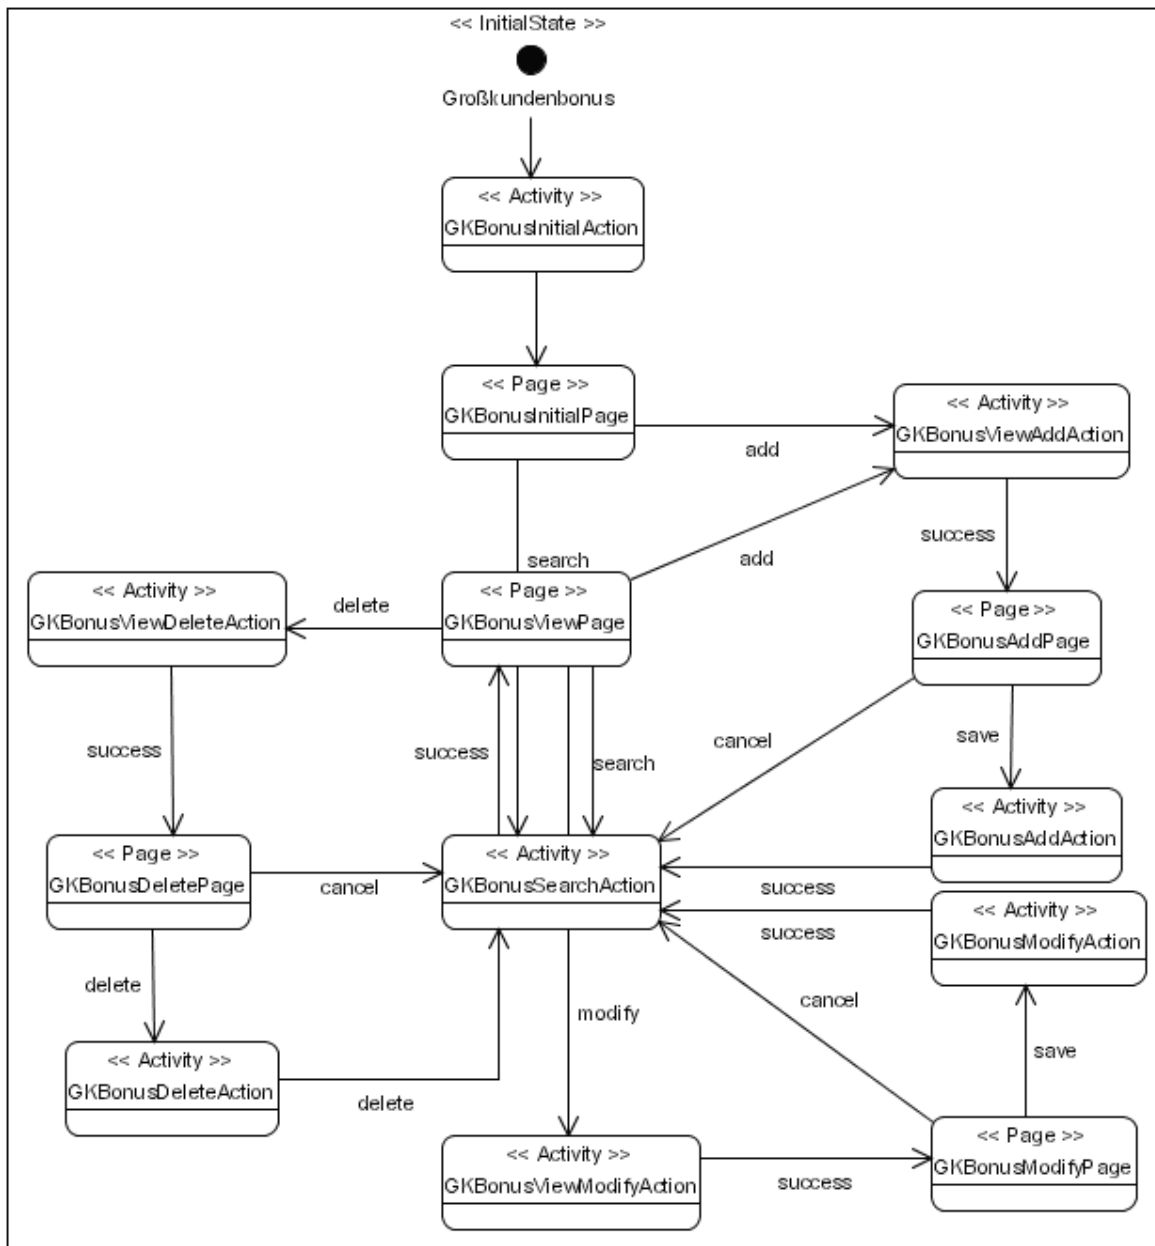 << InitialState >>
Großkundenbonus
<< Activity >>
GKBonusInitialAction
<< Page >>
GKBonusInitialPage
<< Activity >>
GKBonusViewAddAction
add
success
search
add
<< Activity >>
GKBonusViewDeleteAction
delete
<< Page >>
GKBonusViewPage
<< Page >>
GKBonusAddPage
success
success
search
cancel
save
<< Page >>
GKBonusDeletePage
cancel
<< Activity >>
GKBonusSearchAction
<< Activity >>
GKBonusAddAction
success
success
<< Activity >>
GKBonusModifyAction
delete
modify
cancel
save
<< Activity >>
GKBonusDeleteAction
delete
<< Activity >>
GKBonusViewModifyAction
success
<< Page >>
GKBonusModifyPage